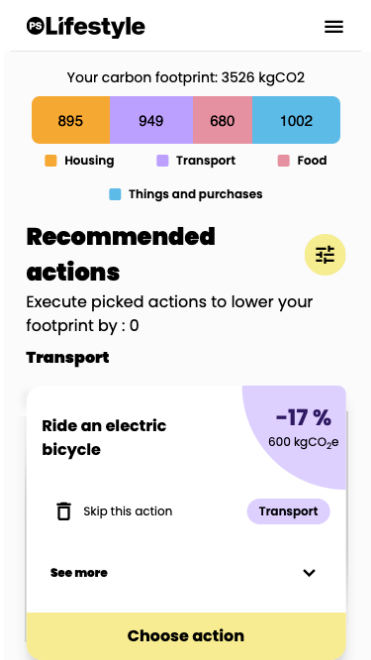 PS Lifestyle
Your carbon footprint: 3526 kgCO2
895 949 680 1002
Housing Transport Food
Things and purchases
Recommended
actions
Execute picked actions to lower your
footprint by : 0
Transport
-17 %
600 kgCO₂e
Ride an electric
bicycle
Skip this action Transport
See more
Choose action